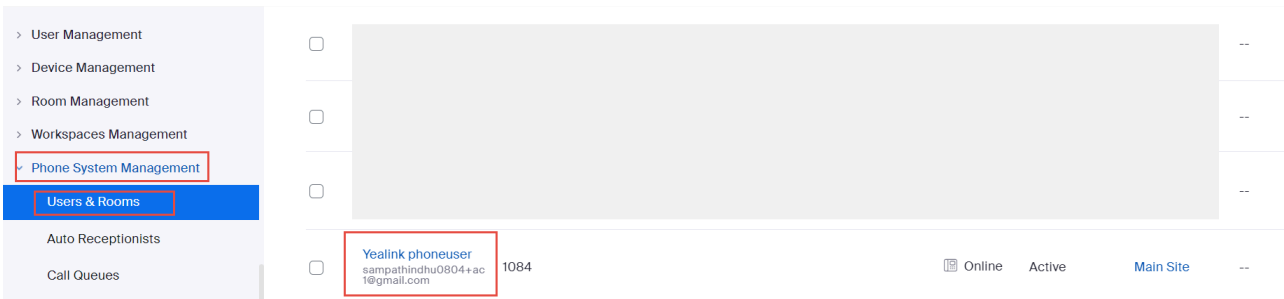 User Management
Device Management
Room Management
Workspaces Management
Phone System Management
Users & Rooms
Auto Receptionists
Call Queues
--
--
--
Yealink phoneuser
sampathindhu0804+ac
1@gmail.com
1084
Online
Active
Main Site
--